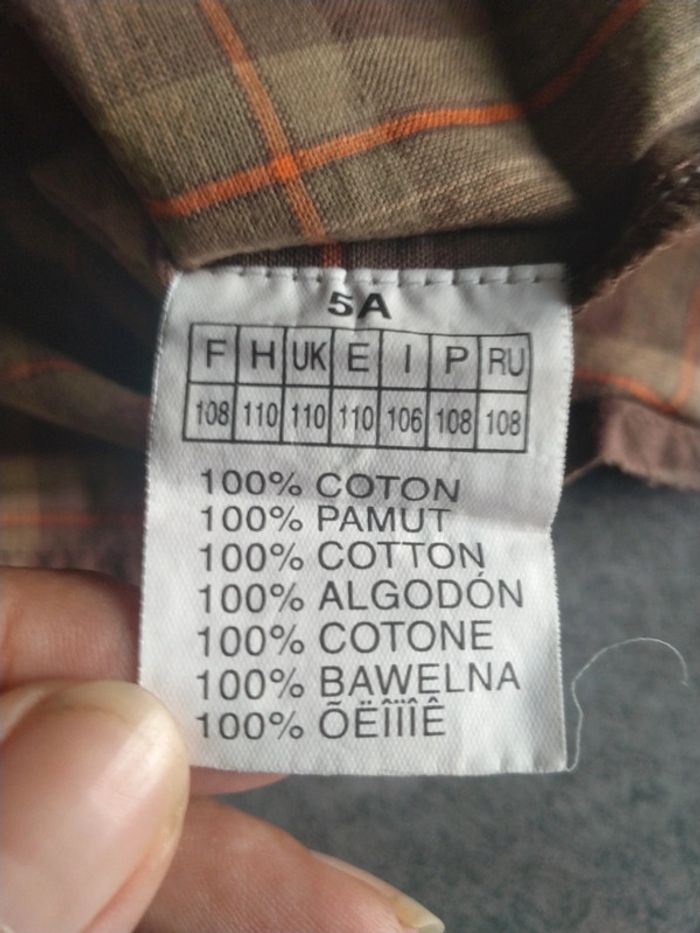 5A
F H UK E I P RU
108 110 110 110 106 108 108
100% COTON
100% PAMUT
100% COTTON
100% ALGODÓN
100% COTONE
100% BAWELNA
100% ÕËÎÏÎÊ